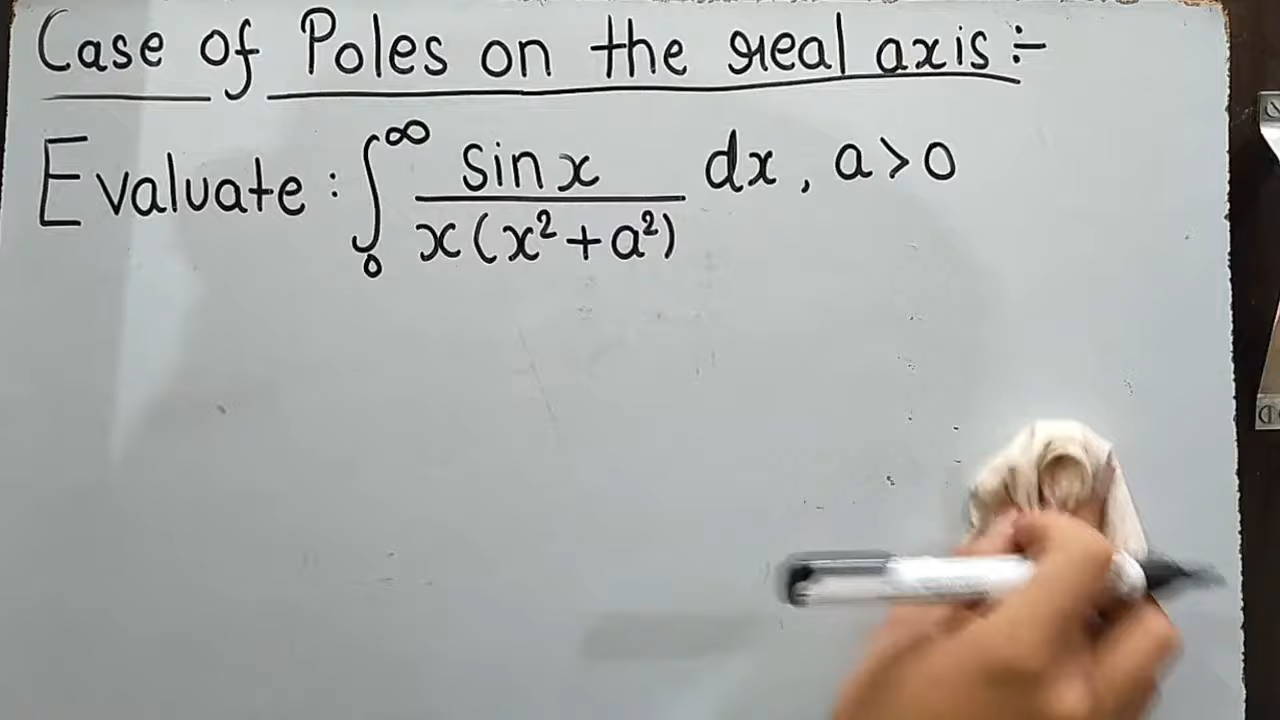 Case of Poles on the real axis :-
Evaluate : ∫₀^∞ sin x / x(x² + a²) dx , a > 0